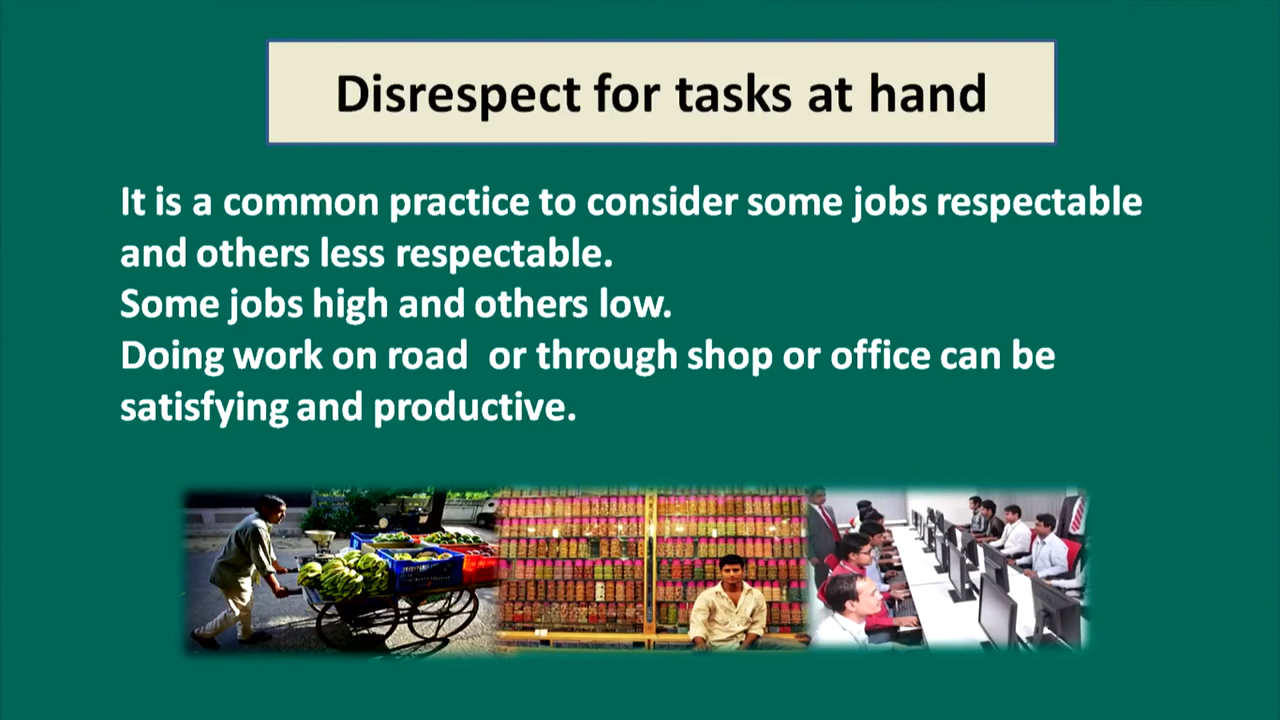 Disrespect for tasks at hand
It is a common practice to consider some jobs respectable
and others less respectable.
Some jobs high and others low.
Doing work on road or through shop or office can be
satisfying and productive.